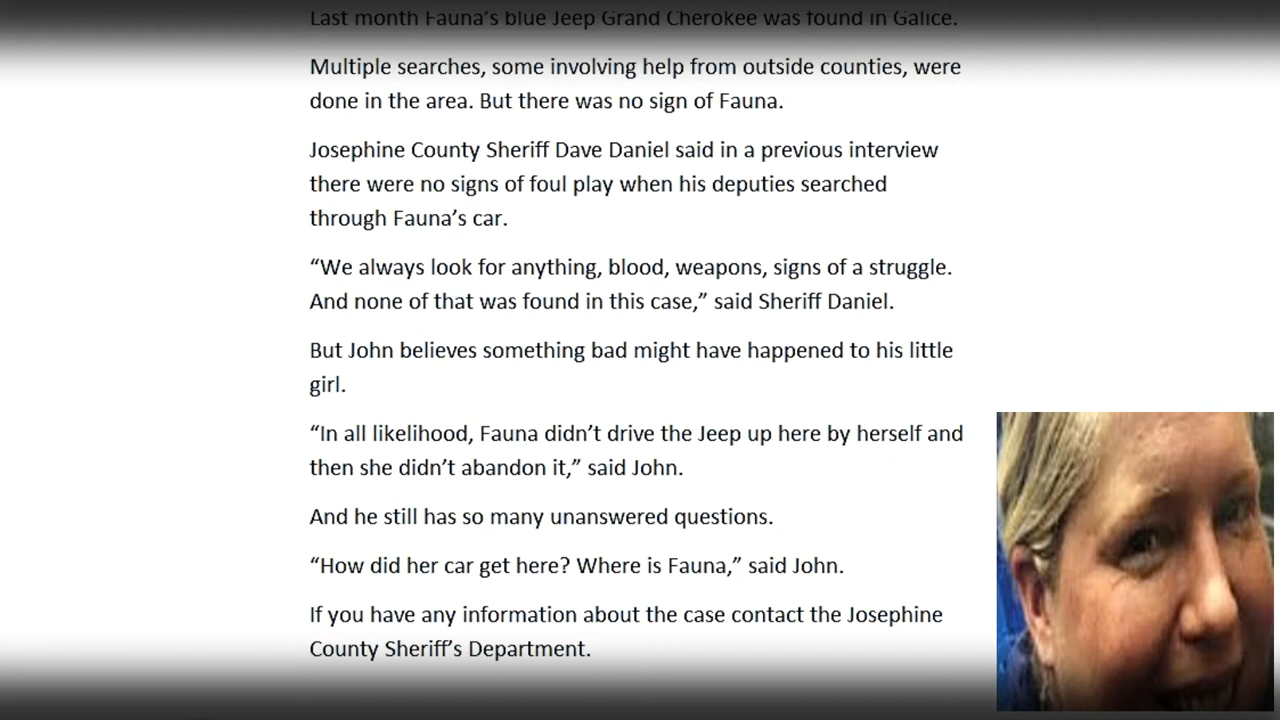 Last month Fauna’s blue Jeep Grand Cherokee was found in Galice.
Multiple searches, some involving help from outside counties, were
done in the area. But there was no sign of Fauna.
Josephine County Sheriff Dave Daniel said in a previous interview
there were no signs of foul play when his deputies searched
through Fauna’s car.
“We always look for anything, blood, weapons, signs of a struggle.
And none of that was found in this case,” said Sheriff Daniel.
But John believes something bad might have happened to his little
girl.
“In all likelihood, Fauna didn’t drive the Jeep up here by herself and
then she didn’t abandon it,” said John.
And he still has so many unanswered questions.
“How did her car get here? Where is Fauna,” said John.
If you have any information about the case contact the Josephine
County Sheriff’s Department.